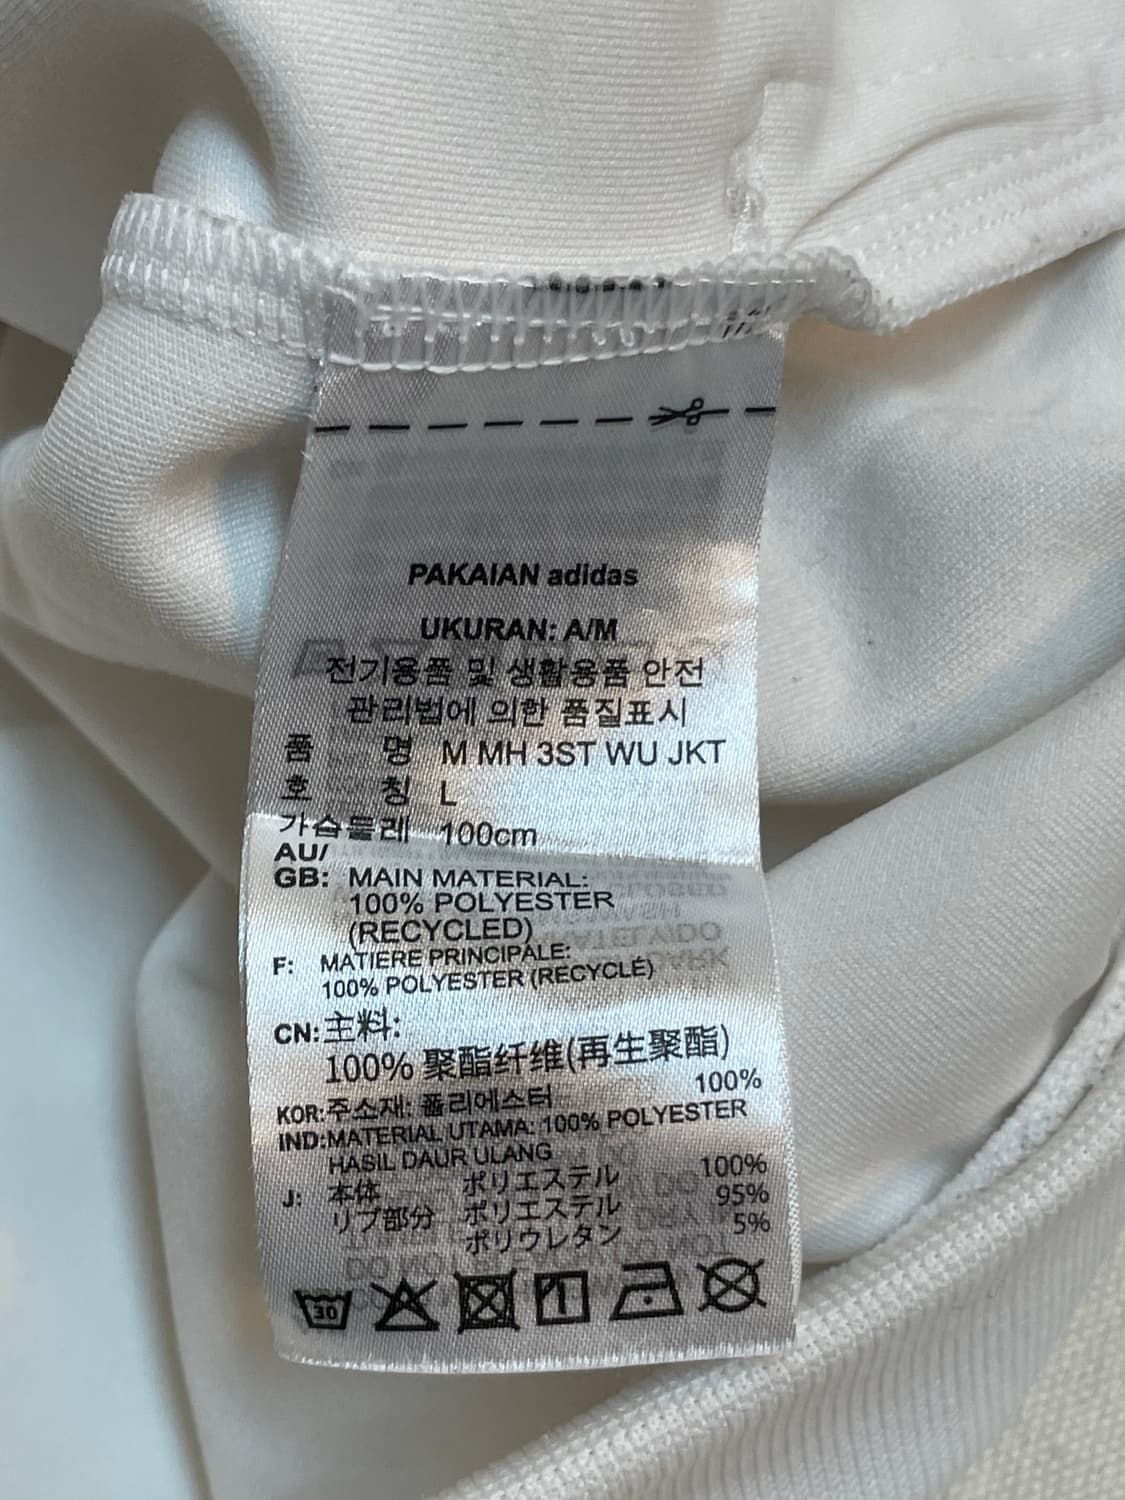 PAKAIAN adidas
UKURAN: A/M
전기용품 및 생활용품 안전
관리법에 의한 품질표시
품 명 M MH 3ST WU JKT
호 칭 L
가슴둘레 100cm
AU/
GB: MAIN MATERIAL:
100% POLYESTER
(RECYCLED)
F: MATIERE PRINCIPALE:
100% POLYESTER (RECYCLÉ)
CN: 主料:
100% 聚酯纤维(再生聚酯)
100%
KOR: 주소재: 폴리에스터
IND: MATERIAL UTAMA: 100% POLYESTER
HASIL DAUR ULANG
J: 本体 ポリエステル 100%
リブ部分 ポリエステル 95%
ポリウレタン 5%
30